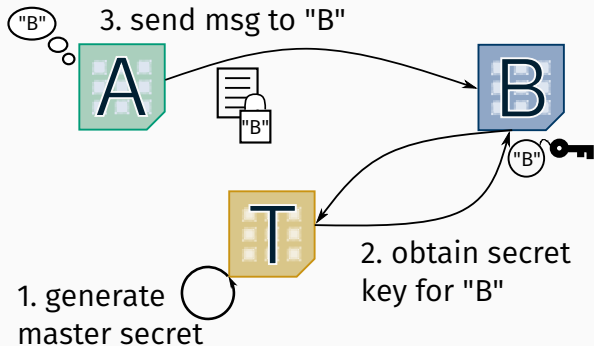 "B"
3. send msg to "B"
A
B
"B"
"B"
T
2. obtain secret
key for "B"
1. generate
master secret